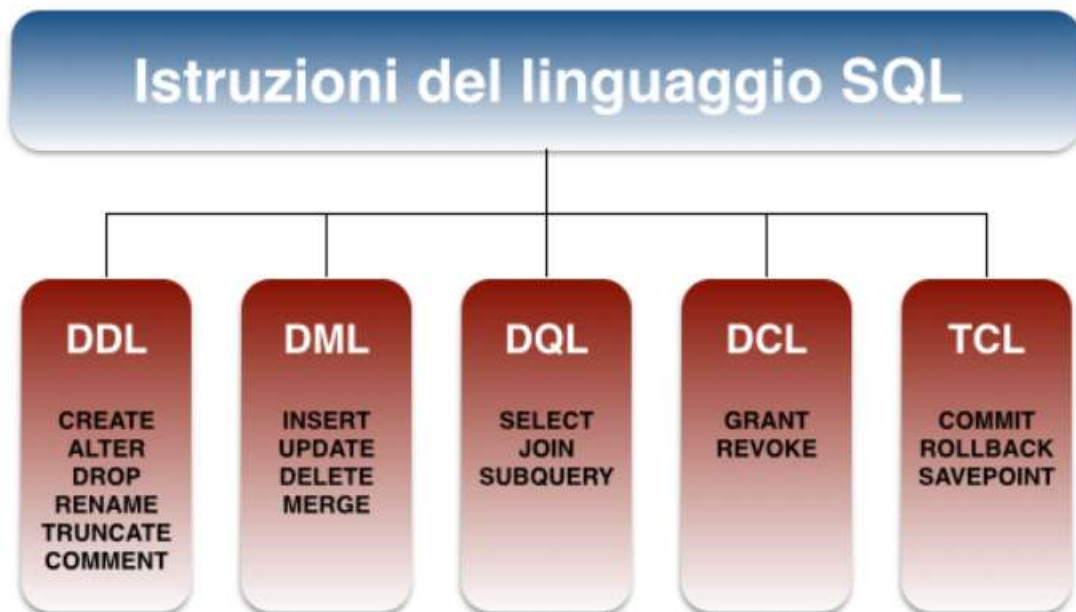 Istruzioni del linguaggio SQL
DDL
CREATE
ALTER
DROP
RENAME
TRUNCATE
COMMENT
DML
INSERT
UPDATE
DELETE
MERGE
DQL
SELECT
JOIN
SUBQUERY
DCL
GRANT
REVOKE
TCL
COMMIT
ROLLBACK
SAVEPOINT